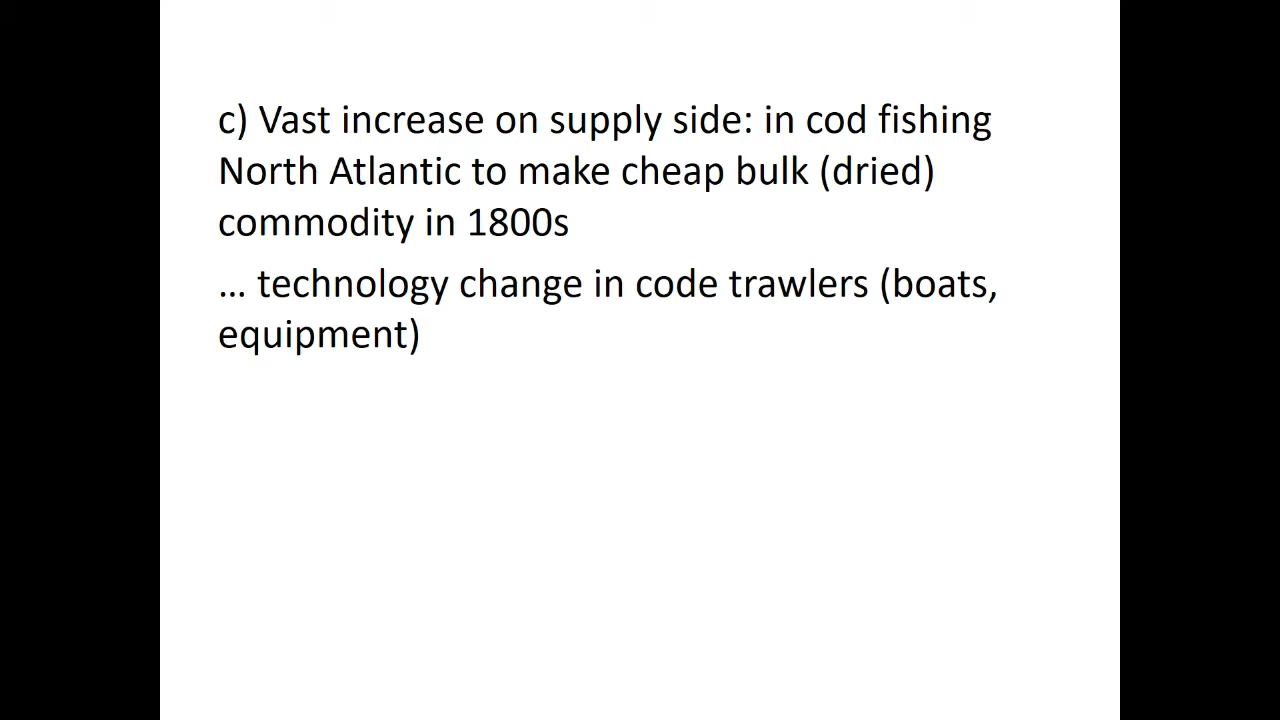 c) Vast increase on supply side: in cod fishing
North Atlantic to make cheap bulk (dried)
commodity in 1800s
… technology change in code trawlers (boats,
equipment)